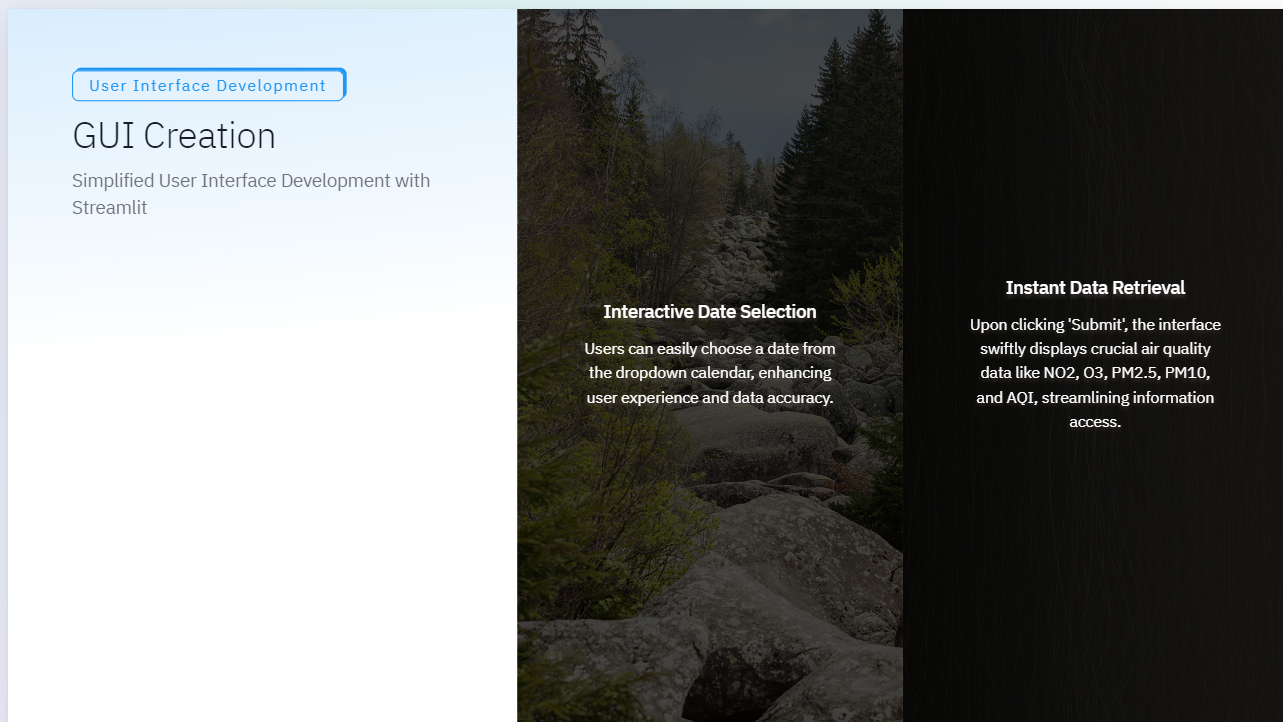 User Interface Development
GUI Creation
Simplified User Interface Development with
Streamlit
Interactive Date Selection
Users can easily choose a date from
the dropdown calendar, enhancing
user experience and data accuracy.
Instant Data Retrieval
Upon clicking 'Submit', the interface
swiftly displays crucial air quality
data like NO2, O3, PM2.5, PM10,
and AQI, streamlining information
access.